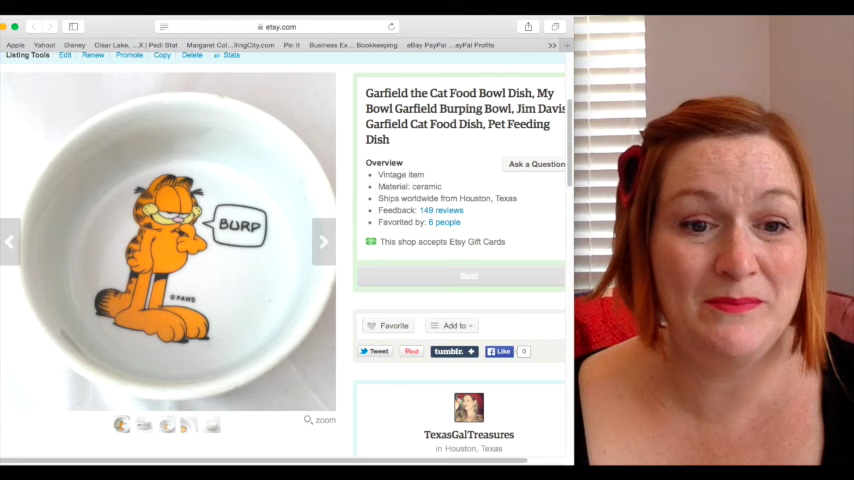 etsy.com
Apple Yahoo! Disney Clear Lake, ...X | Pedi Stat Margaret Col...llingCity.com Pin It Business Ex... Bookkeeping eBay PayPal ...ayPal Profits >> +
Listing Tools Edit Renew Promote Copy Delete Stats
Garfield the Cat Food Bowl Dish, My
Bowl Garfield Burping Bowl, Jim Davis
Garfield Cat Food Dish, Pet Feeding
Dish
Overview
Ask a Question
Vintage item
Material: ceramic
Ships worldwide from Houston, Texas
Feedback: 149 reviews
Favorited by: 6 people
This shop accepts Etsy Gift Cards
Sold
BURP
© PAWS
Favorite Add to
Tweet Pin it tumblr. + Like 0
zoom
TexasGalTreasures
in Houston, Texas